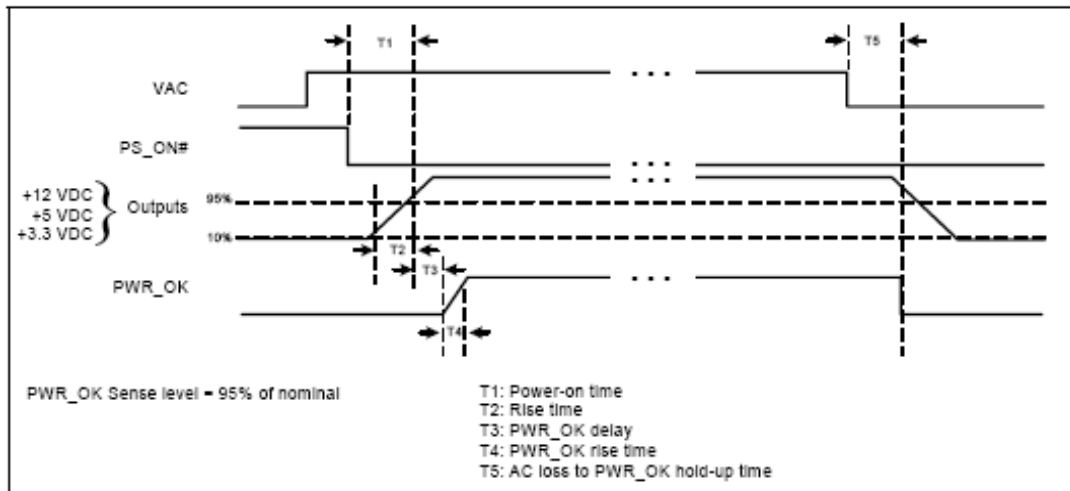 T1
T5
VAC
. . .
PS_ON#
. . .
+12 VDC
+5 VDC
+3.3 VDC
Outputs
95%
10%
. . .
T2
T3
PWR_OK
. . .
T4
PWR_OK Sense level = 95% of nominal
T1: Power-on time
T2: Rise time
T3: PWR_OK delay
T4: PWR_OK rise time
T5: AC loss to PWR_OK hold-up time